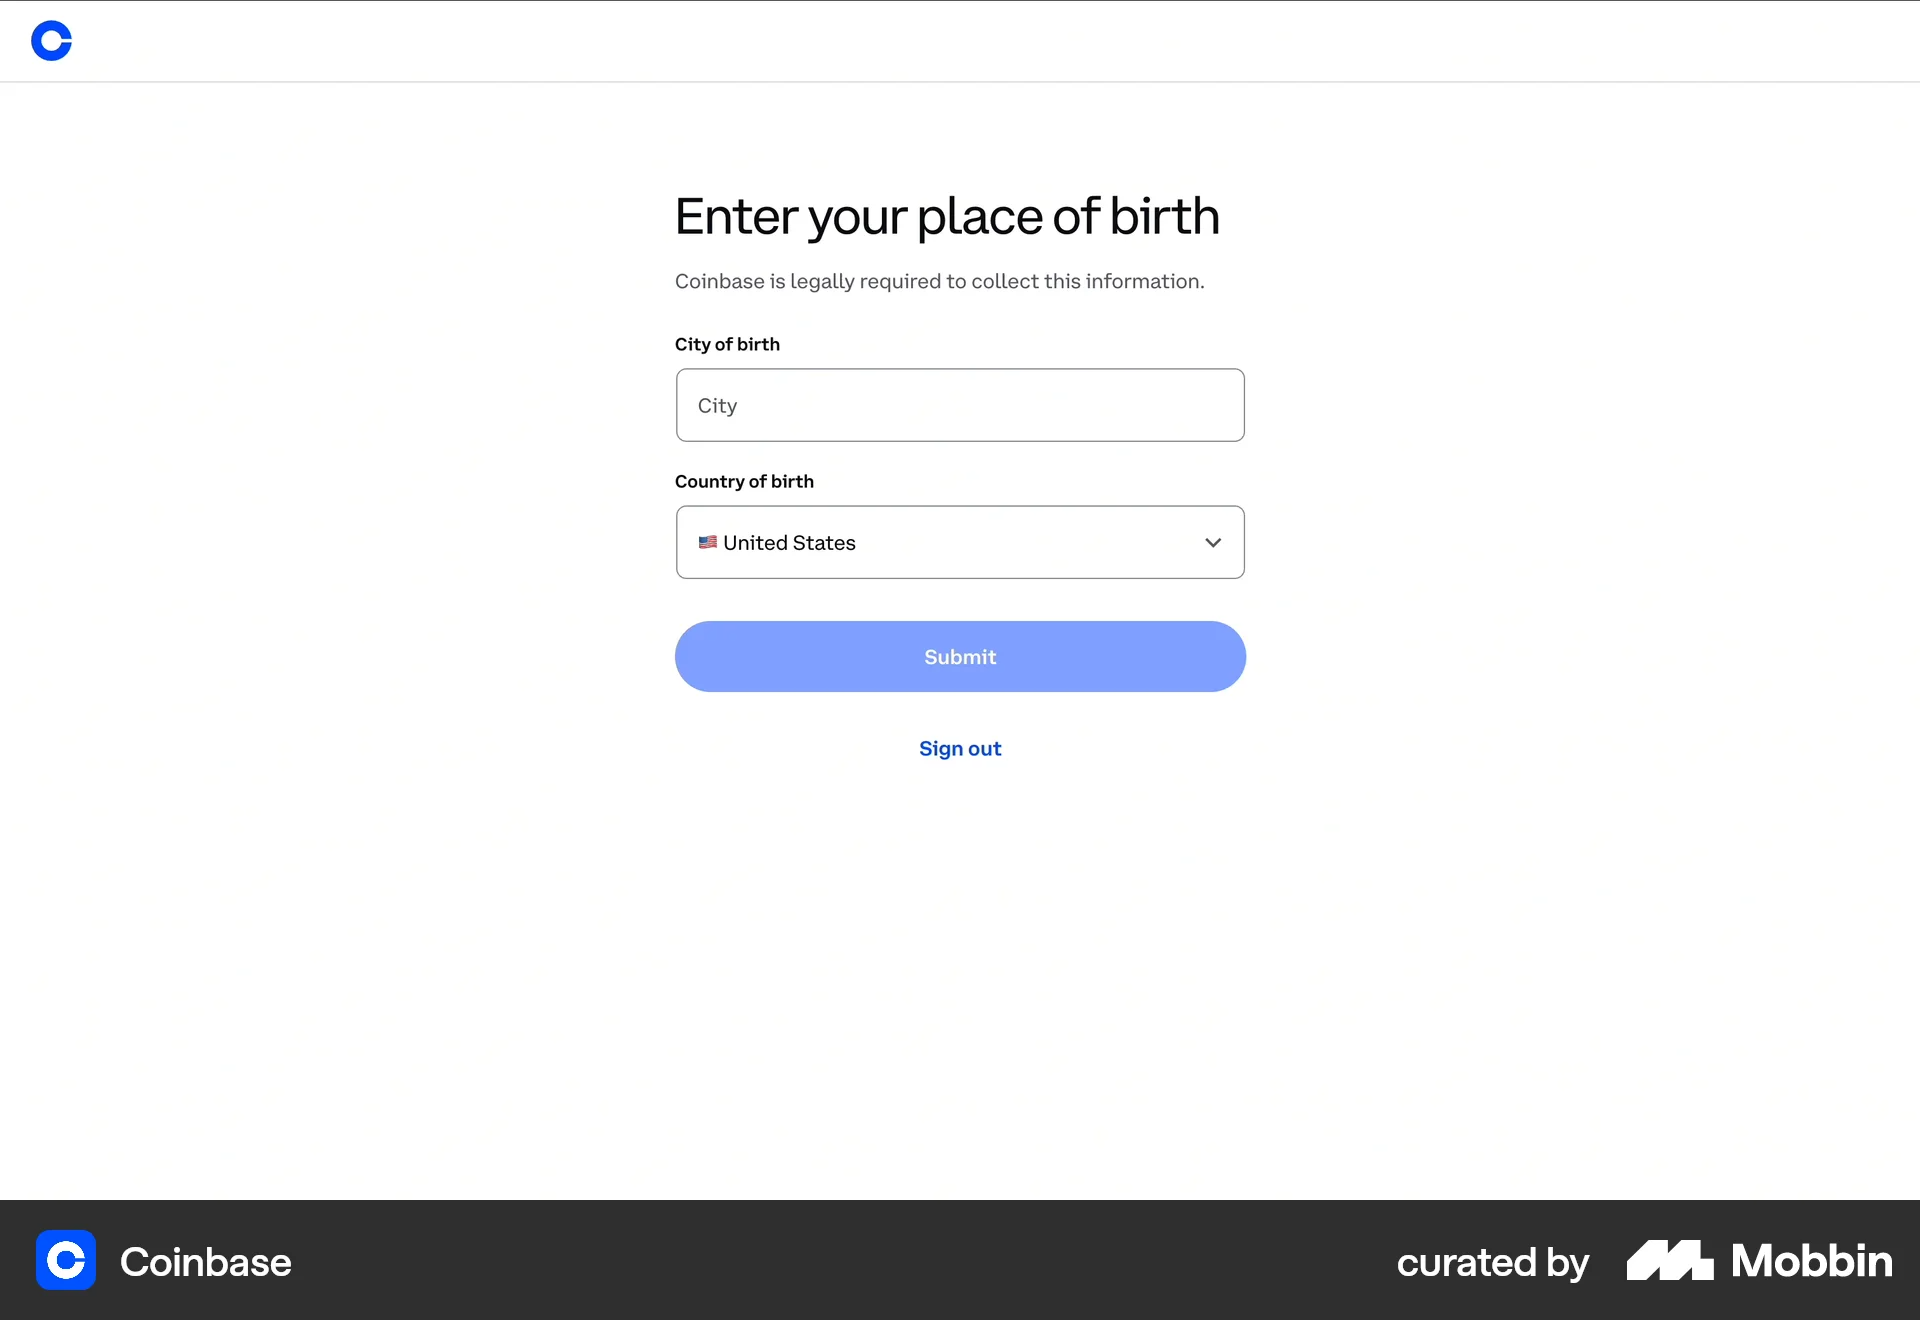 Enter your place of birth
Coinbase is legally required to collect this information.
City of birth
City
Country of birth
United States
Submit
Sign out
Coinbase
curated by Mobbin